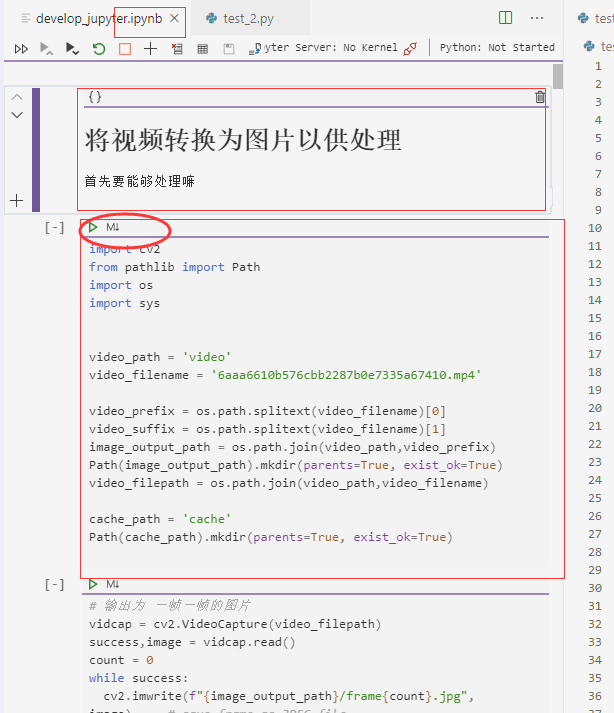 develop_jupyter.ipynb
test_2.py
test
yter Server: No Kernel
Python: Not Started
te
{}
将视频转换为图片以供处理
首先要能够处理嘛
[-]
M↓
import cv2
from pathlib import Path
import os
import sys
video_path = 'video'
video_filename = '6aaa6610b576cbb2287b0e7335a67410.mp4'
video_prefix = os.path.splitext(video_filename)[0]
video_suffix = os.path.splitext(video_filename)[1]
image_output_path = os.path.join(video_path,video_prefix)
Path(image_output_path).mkdir(parents=True, exist_ok=True)
video_filepath = os.path.join(video_path,video_filename)
cache_path = 'cache'
Path(cache_path).mkdir(parents=True, exist_ok=True)
[-]
M↓
# 输出为 一帧一帧的图片
vidcap = cv2.VideoCapture(video_filepath)
success,image = vidcap.read()
count = 0
while success:
cv2.imwrite(f"{image_output_path}/frame{count}.jpg",
1
2
3
4
5
6
7
8
9
10
11
12
13
14
15
16
17
18
19
20
21
22
23
24
25
26
27
28
29
30
31
32
33
34
35
36